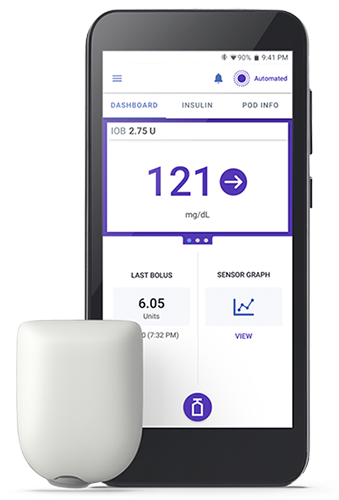 90% 9:41 PM
Automated
DASHBOARD INSULIN POD INFO
IOB 2.75 U
121
mg/dL
LAST BOLUS
6.05
Units
0 (7:32 PM)
SENSOR GRAPH
VIEW